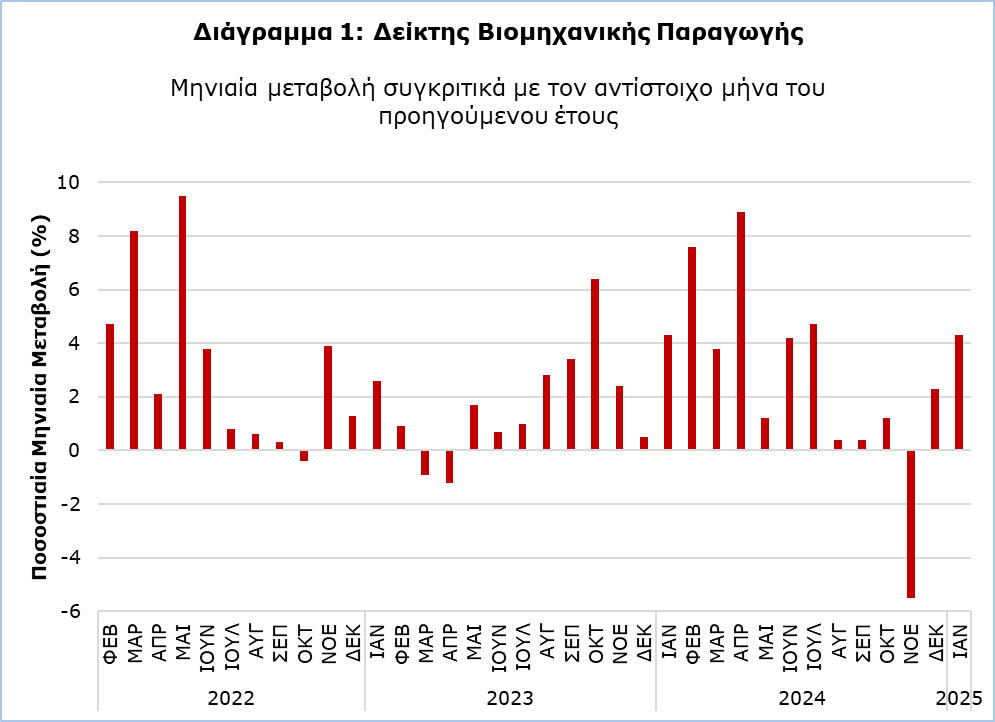 Διάγραμμα 1: Δείκτης Βιομηχανικής Παραγωγής
Μηνιαία μεταβολή συγκριτικά με τον αντίστοιχο μήνα του
προηγούμενου έτους
Ποσοστιαία Μηνιαία Μεταβολή (%)
10
8
6
4
2
0
-2
-4
-6
ΦΕΒ
ΜΑΡ
ΑΠΡ
ΜΑΙ
ΙΟΥΝ
ΙΟΥΛ
ΑΥΓ
ΣΕΠ
ΟΚΤ
ΝΟΕ
ΔΕΚ
ΙΑΝ
ΦΕΒ
ΜΑΡ
ΑΠΡ
ΜΑΙ
ΙΟΥΝ
ΙΟΥΛ
ΑΥΓ
ΣΕΠ
ΟΚΤ
ΝΟΕ
ΔΕΚ
ΙΑΝ
ΦΕΒ
ΜΑΡ
ΑΠΡ
ΜΑΙ
ΙΟΥΝ
ΙΟΥΛ
ΑΥΓ
ΣΕΠ
ΟΚΤ
ΝΟΕ
ΔΕΚ
ΙΑΝ
2022
2023
2024
2025